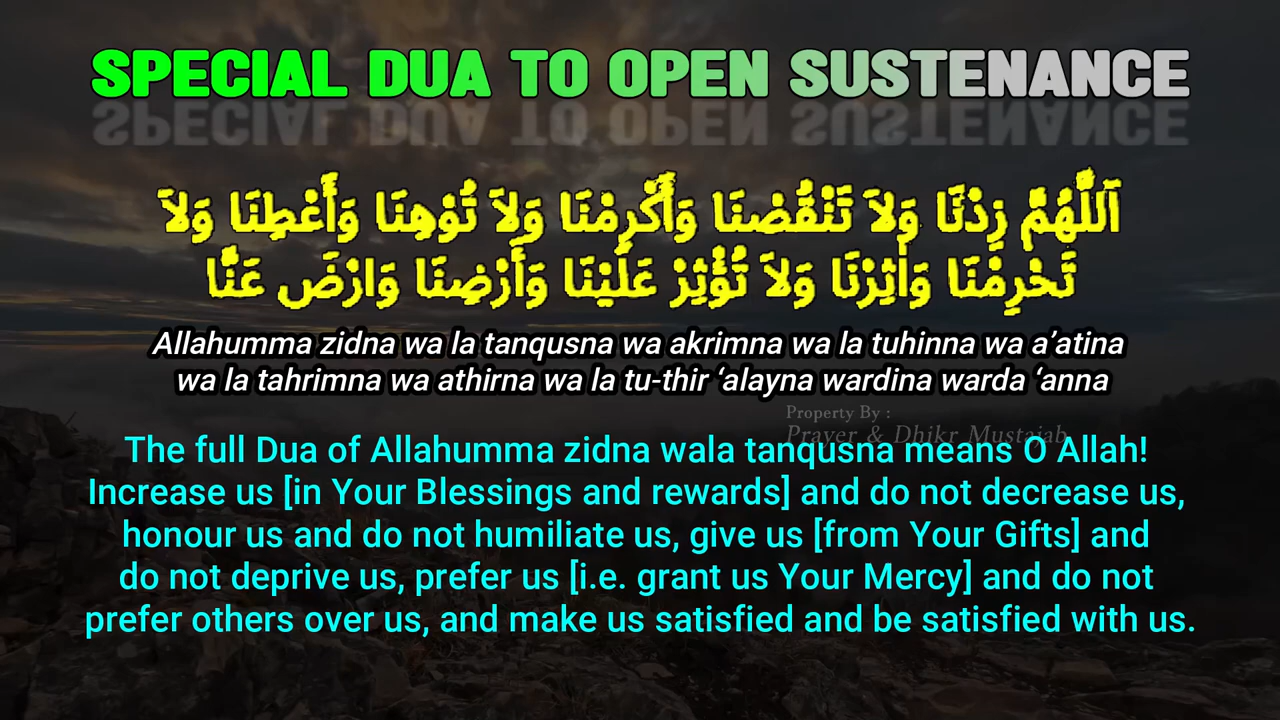 SPECIAL DUA TO OPEN SUSTENANCE
اَللّٰهُمَّ زِدْنَا وَلاَ تَنْقُصْنَا وَأَكْرِمْنَا وَلاَ تُوْهِنَا وَأَعْطِنَا وَلاَ
تَحْرِمْنَا وَاٰثِرْنَا وَلاَ تُؤْثِرْ عَلَيْنَا وَأَرْضِنَا وَارْضَ عَنَّا
Allahumma zidna wa la tanqusna wa akrimna wa la tuhinna wa a’atina
wa la tahrimna wa athirna wa la tu-thir ‘alayna wardina warda ‘anna
Property By :
Prayer & Dhikr Mustajab
The full Dua of Allahumma zidna wala tanqusna means O Allah!
Increase us [in Your Blessings and rewards] and do not decrease us,
honour us and do not humiliate us, give us [from Your Gifts] and
do not deprive us, prefer us [i.e. grant us Your Mercy] and do not
prefer others over us, and make us satisfied and be satisfied with us.